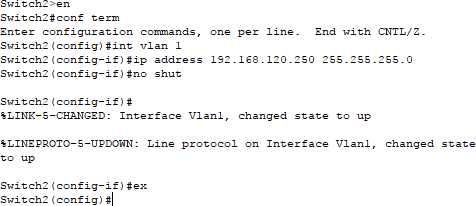 Switch2>en
Switch2#conf term
Enter configuration commands, one per line.  End with CNTL/Z.
Switch2(config)#int vlan 1
Switch2(config-if)#ip address 192.168.120.250 255.255.255.0
Switch2(config-if)#no shut

Switch2(config-if)#
%LINK-5-CHANGED: Interface Vlan1, changed state to up

%LINEPROTO-5-UPDOWN: Line protocol on Interface Vlan1, changed state
to up

Switch2(config-if)#ex
Switch2(config)#